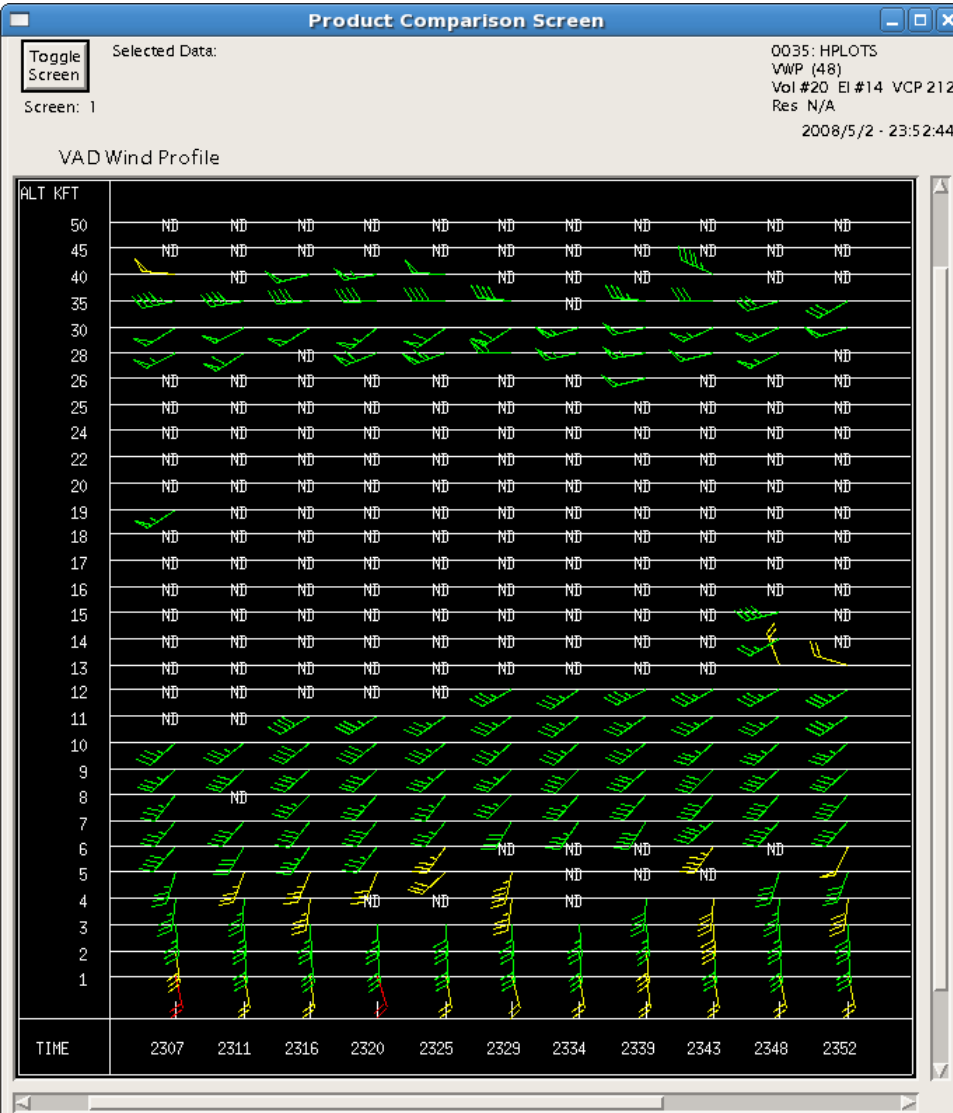 Product Comparison Screen
Toggle
Screen
Selected Data:
Screen: 1
0035: HPLOTS
VWP (48)
Vol #20 El #14 VCP 212
Res N/A
2008/5/2 - 23:52:44
VAD Wind Profile
ALT KFT
50 ND ND ND ND ND ND ND ND ND ND ND
45 ND ND ND ND ND ND ND ND ND ND ND
40 ND ND ND ND ND ND
35 ND
30
28 ND ND
26 ND ND ND ND ND ND ND ND ND ND
25 ND ND ND ND ND ND ND ND ND ND ND
24 ND ND ND ND ND ND ND ND ND ND ND
22 ND ND ND ND ND ND ND ND ND ND ND
20 ND ND ND ND ND ND ND ND ND ND ND
19 ND ND ND ND ND ND ND ND ND ND
18 ND ND ND ND ND ND ND ND ND ND ND
17 ND ND ND ND ND ND ND ND ND ND ND
16 ND ND ND ND ND ND ND ND ND ND ND
15 ND ND ND ND ND ND ND ND ND ND
14 ND ND ND ND ND ND ND ND ND ND
13 ND ND ND ND ND ND ND ND ND
12 ND ND ND ND ND
11 ND ND
10
9
8 ND
7
6 ND ND ND ND
5 ND ND ND
4 ND ND ND
3
2
1
TIME 2307 2311 2316 2320 2325 2329 2334 2339 2343 2348 2352